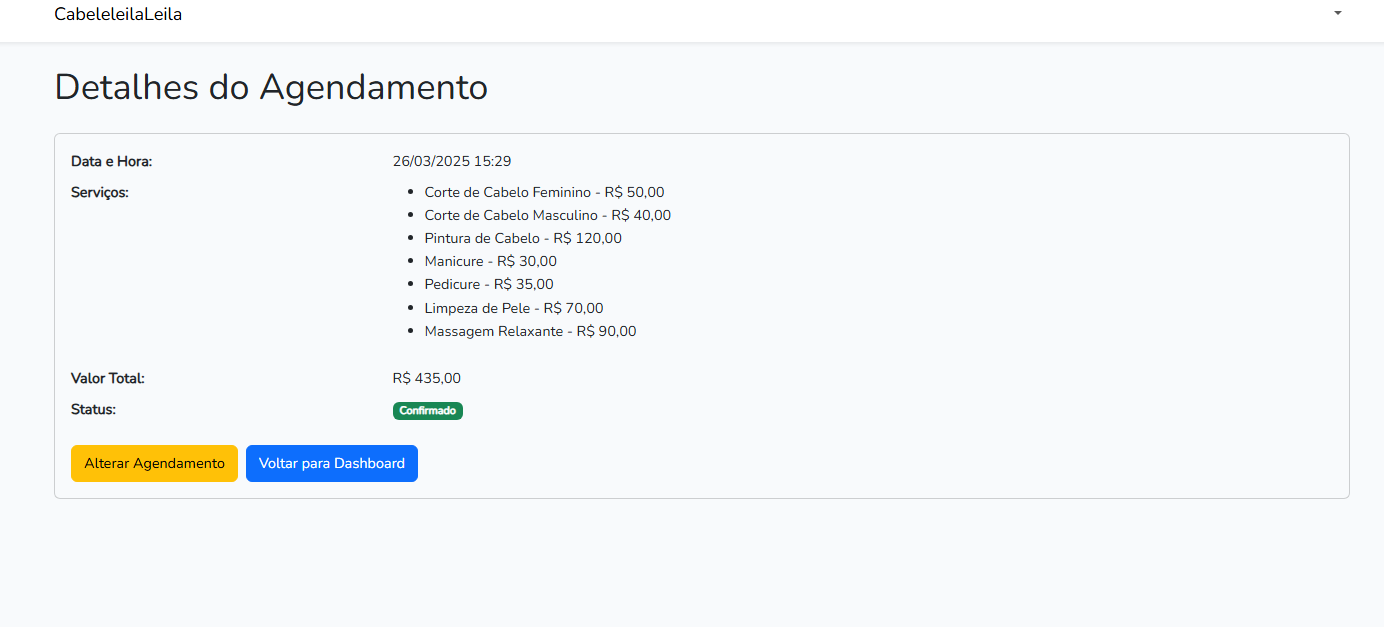 CabeleleilaLeila
Detalhes do Agendamento
Data e Hora: 26/03/2025 15:29
Serviços:
• Corte de Cabelo Feminino - R$ 50,00
• Corte de Cabelo Masculino - R$ 40,00
• Pintura de Cabelo - R$ 120,00
• Manicure - R$ 30,00
• Pedicure - R$ 35,00
• Limpeza de Pele - R$ 70,00
• Massagem Relaxante - R$ 90,00
Valor Total: R$ 435,00
Status: Confirmado
Alterar Agendamento Voltar para Dashboard